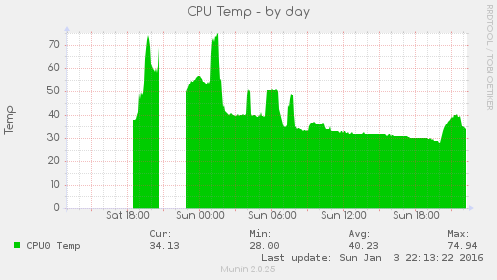 CPU Temp - by day
RRDTOOL / TOBI OETIKER
Temp
70
60
50
40
30
20
10
0
Sat 18:00 Sun 00:00 Sun 06:00 Sun 12:00 Sun 18:00
Cur: Min: Avg: Max:
CPU0 Temp 34.13 28.00 40.23 74.94
Last update: Sun Jan 3 22:13:22 2016
Munin 2.0.25